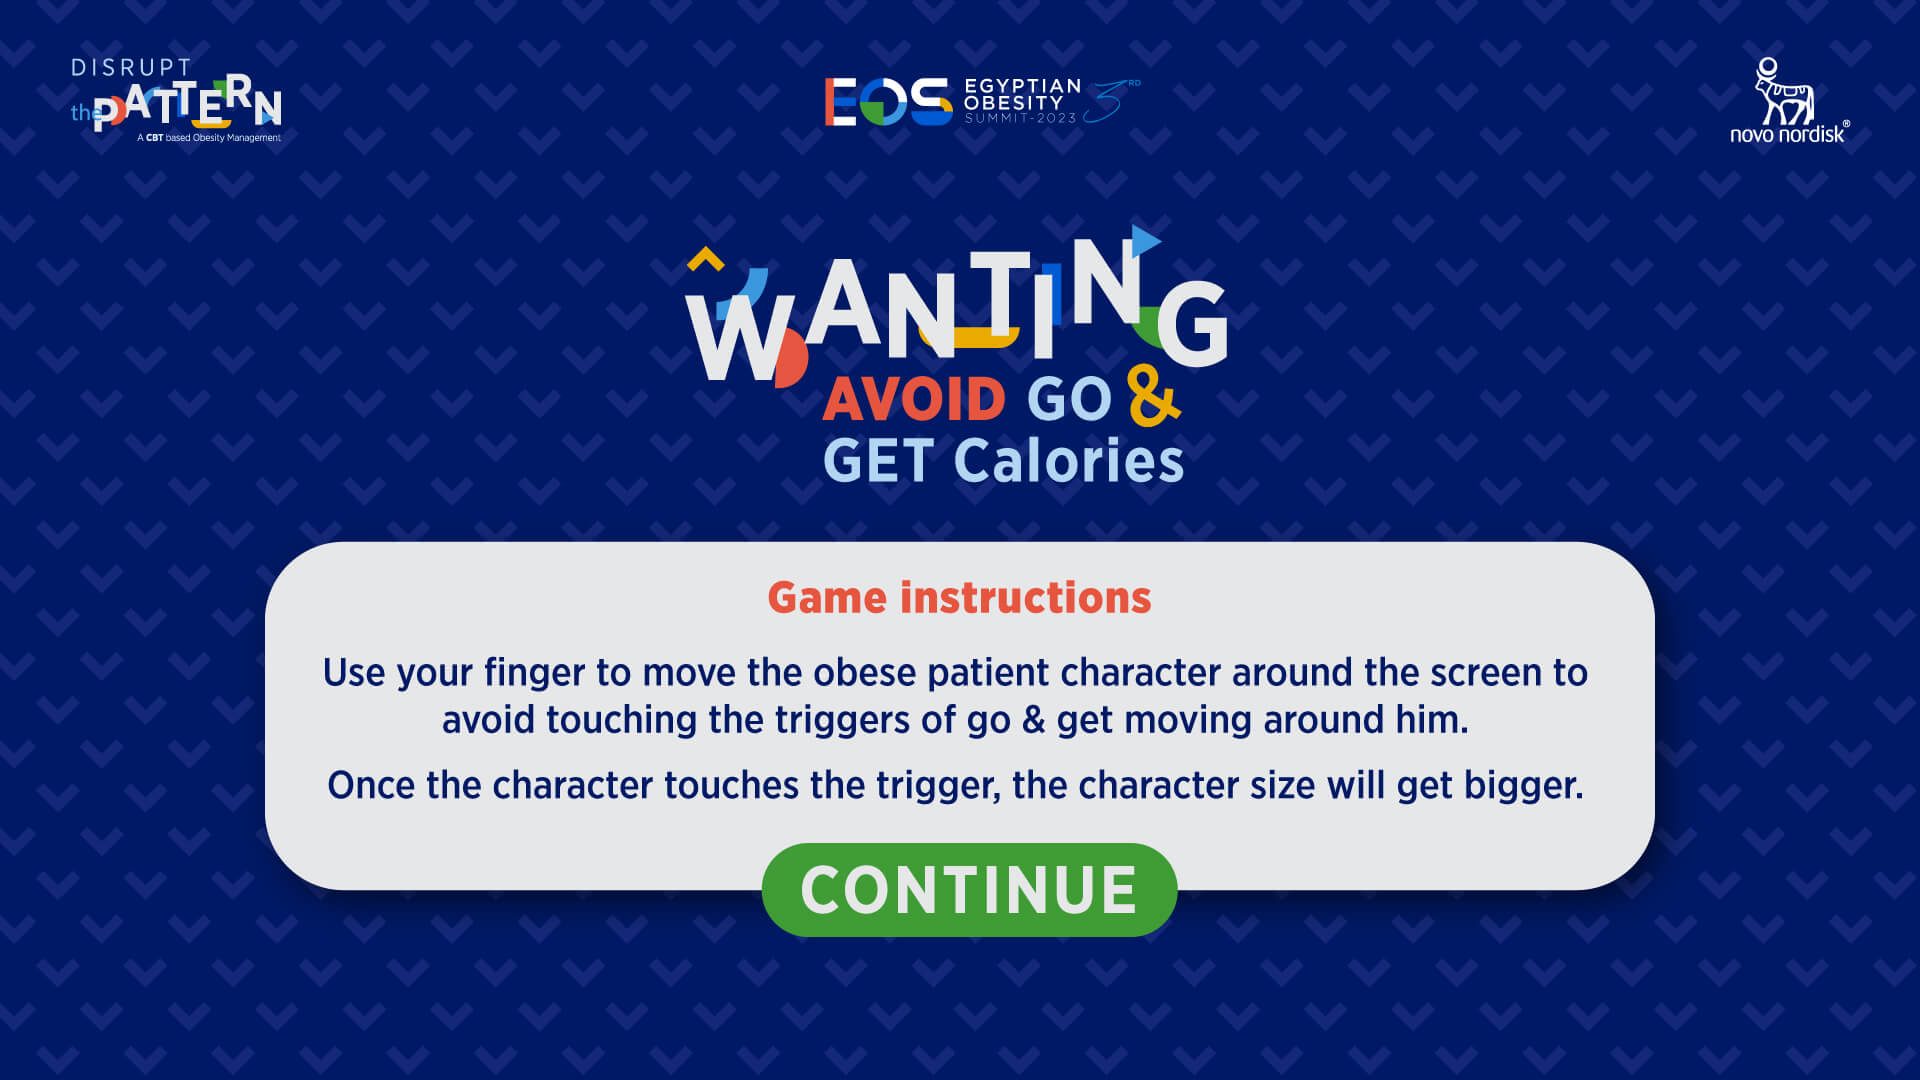 DISRUPT
the PATTERN
A CBT based Obesity Management
EOS EGYPTIAN
OBESITY
SUMMIT-2023 3RD
novo nordisk®
WANTING
AVOID GO &
GET Calories
Game instructions
Use your finger to move the obese patient character around the screen to
avoid touching the triggers of go & get moving around him.
Once the character touches the trigger, the character size will get bigger.
CONTINUE